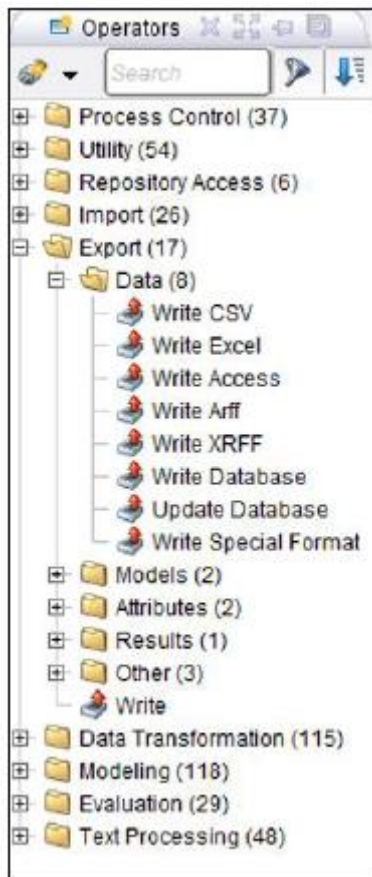 Operators
Search
Process Control (37)
Utility (54)
Repository Access (6)
Import (26)
Export (17)
Data (8)
Write CSV
Write Excel
Write Access
Write Arff
Write XRFF
Write Database
Update Database
Write Special Format
Models (2)
Attributes (2)
Results (1)
Other (3)
Write
Data Transformation (115)
Modeling (118)
Evaluation (29)
Text Processing (48)